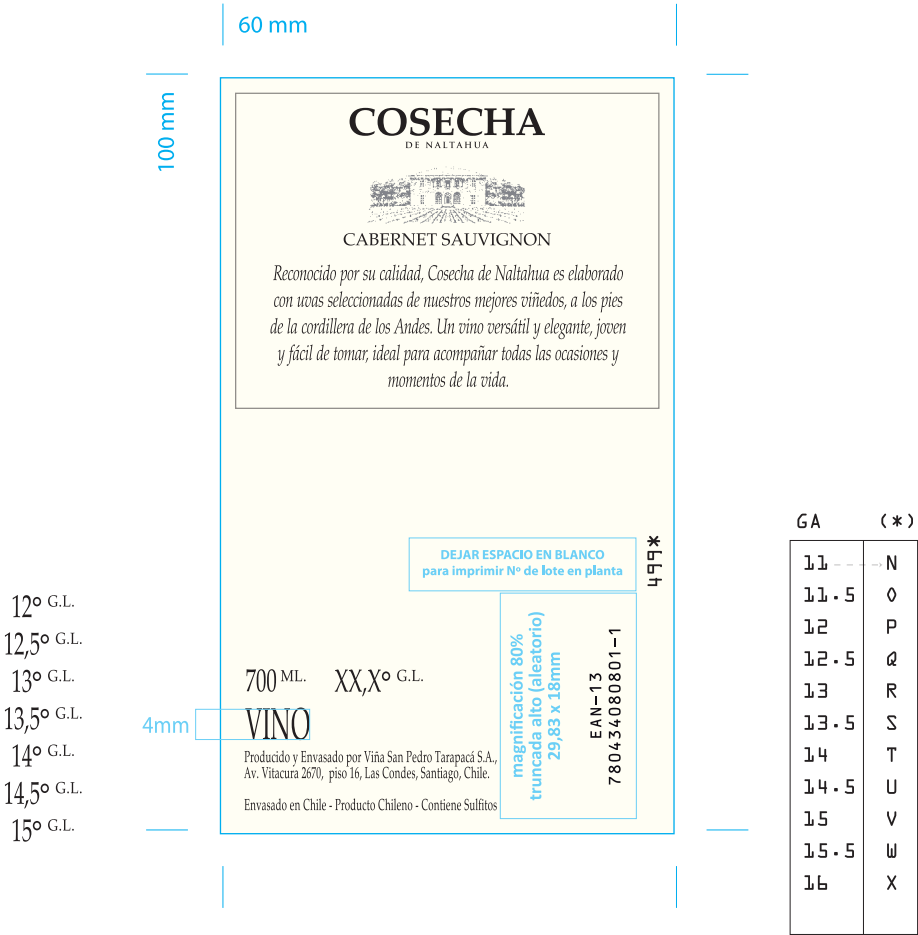 60 mm
100 mm
COSECHA
DE NALTAHUA
CABERNET SAUVIGNON
Reconocido por su calidad, Cosecha de Naltahua es elaborado
con uvas seleccionadas de nuestros mejores viñedos, a los pies
de la cordillera de los Andes. Un vino versátil y elegante, joven
y fácil de tomar, ideal para acompañar todas las ocasiones y
momentos de la vida.
DEJAR ESPACIO EN BLANCO
para imprimir Nº de lote en planta
499*
magnificación 80%
truncada alto (aleatorio)
29,83 x 18mm
EAN-13
780434080801-1
700 ML. XX,Xº G.L.
4mm
VINO
Producido y Envasado por Viña San Pedro Tarapacá S.A.,
Av. Vitacura 2670, piso 16, Las Condes, Santiago, Chile.
Envasado en Chile - Producto Chileno - Contiene Sulfitos
12º G.L.
12,5º G.L.
13º G.L.
13,5º G.L.
14º G.L.
14,5º G.L.
15º G.L.
GA (*)
11 N
11.5 O
12 P
12.5 Q
13 R
13.5 S
14 T
14.5 U
15 V
15.5 W
16 X